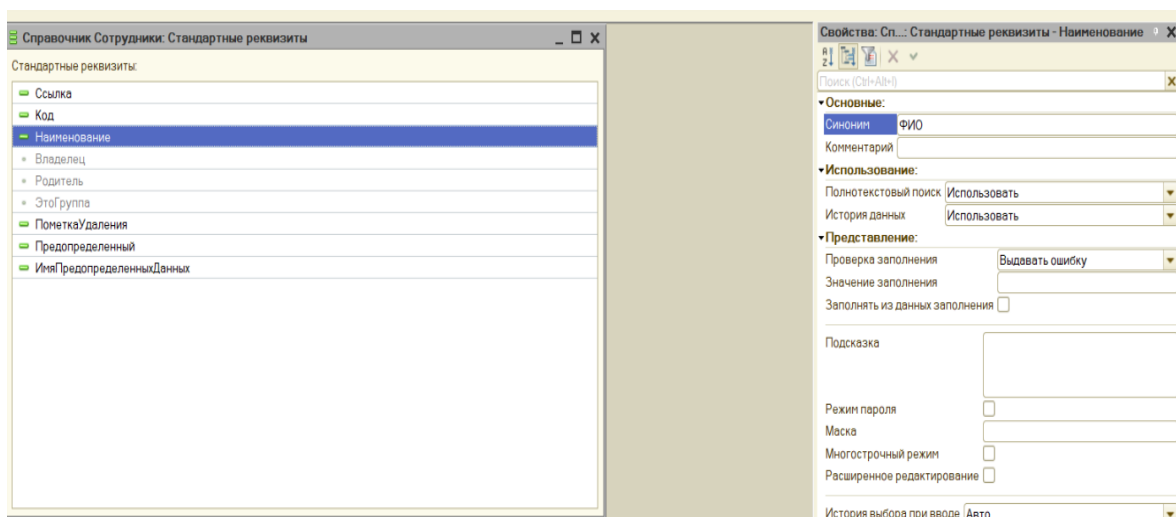 Справочник Сотрудники: Стандартные реквизиты
Стандартные реквизиты:
Ссылка
Код
Наименование
Владелец
Родитель
ЭтоГруппа
ПометкаУдаления
Предопределенный
ИмяПредопределенныхДанных
Свойства: Сп...: Стандартные реквизиты - Наименование
Поиск (Ctrl+Alt+I)
Основные:
Синоним ФИО
Комментарий
Использование:
Полнотекстовый поиск Использовать
История данных Использовать
Представление:
Проверка заполнения Выдавать ошибку
Значение заполнения
Заполнять из данных заполнения
Подсказка
Режим пароля
Маска
Многострочный режим
Расширенное редактирование
История выбора при вводе Авто